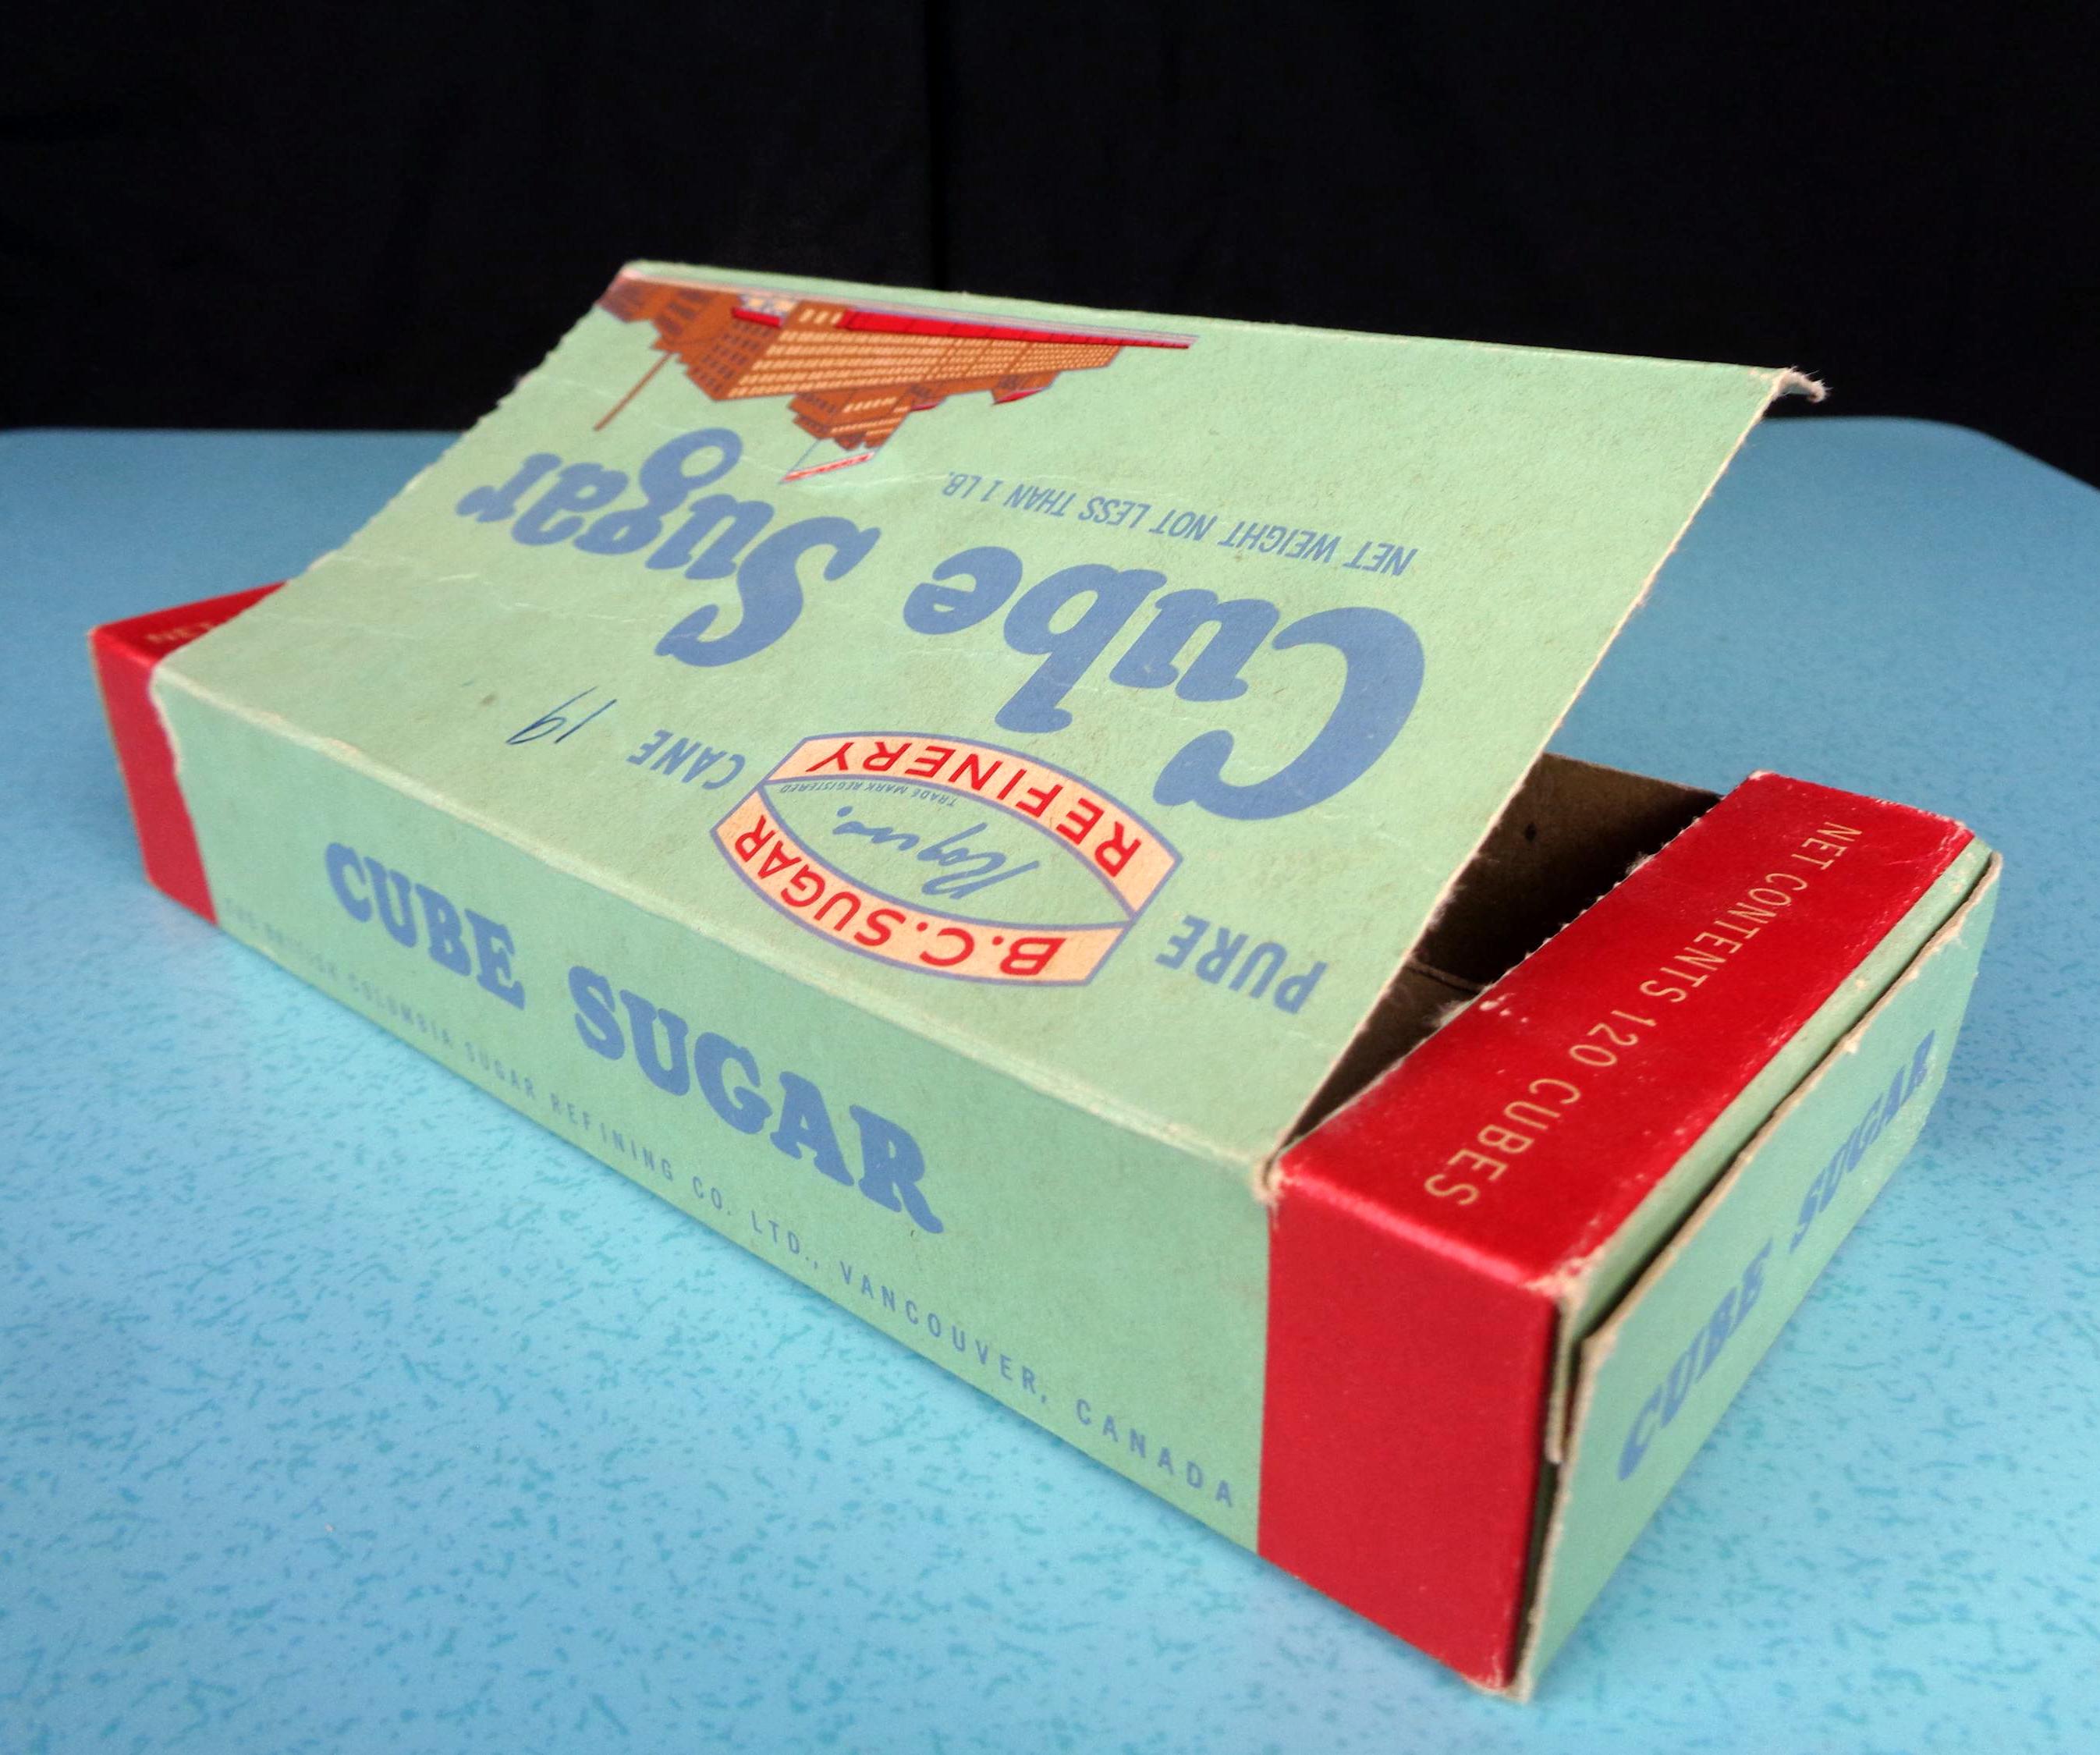 PURE
B.C. SUGAR
Rogers'
TRADE MARK REGISTERED
REFINERY
CANE
19
Cube Sugar
NET WEIGHT NOT LESS THAN 1 LB.
CUBE SUGAR
THE BRITISH COLUMBIA SUGAR REFINING CO. LTD., VANCOUVER, CANADA
NET CONTENTS 120 CUBES
CUBE SUGAR
NET